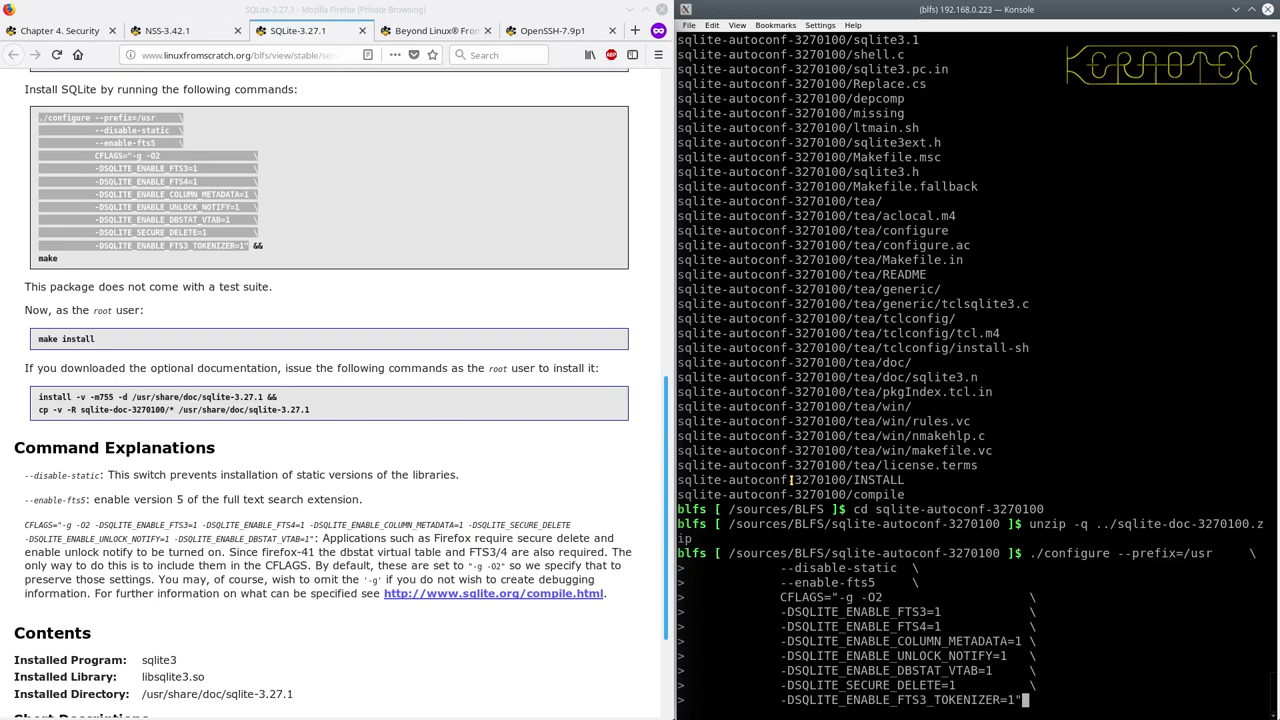 SQLite-3.27.1 - Mozilla Firefox (Private Browsing)
Chapter 4. Security
NSS-3.42.1
SQLite-3.27.1
Beyond Linux® Fro
OpenSSH-7.9p1
www.linuxfromscratch.org/blfs/view/stable/ser
Search
ABP
Install SQLite by running the following commands:
./configure --prefix=/usr \
--disable-static \
--enable-fts5 \
CFLAGS="-g -O2 \
-DSQLITE_ENABLE_FTS3=1 \
-DSQLITE_ENABLE_FTS4=1 \
-DSQLITE_ENABLE_COLUMN_METADATA=1 \
-DSQLITE_ENABLE_UNLOCK_NOTIFY=1 \
-DSQLITE_ENABLE_DBSTAT_VTAB=1 \
-DSQLITE_SECURE_DELETE=1 \
-DSQLITE_ENABLE_FTS3_TOKENIZER=1" &&
make
This package does not come with a test suite.
Now, as the root user:
make install
If you downloaded the optional documentation, issue the following commands as the root user to install it:
install -v -m755 -d /usr/share/doc/sqlite-3.27.1 &&
cp -v -R sqlite-doc-3270100/* /usr/share/doc/sqlite-3.27.1
Command Explanations
--disable-static: This switch prevents installation of static versions of the libraries.
--enable-fts5: enable version 5 of the full text search extension.
CFLAGS="-g -O2 -DSQLITE_ENABLE_FTS3=1 -DSQLITE_ENABLE_FTS4=1 -DSQLITE_ENABLE_COLUMN_METADATA=1 -DSQLITE_SECURE_DELETE
-DSQLITE_ENABLE_UNLOCK_NOTIFY=1 -DSQLITE_ENABLE_DBSTAT_VTAB=1": Applications such as Firefox require secure delete and
enable unlock notify to be turned on. Since firefox-41 the dbstat virtual table and FTS3/4 are also required. The
only way to do this is to include them in the CFLAGS. By default, these are set to "-g -O2" so we specify that to
preserve those settings. You may, of course, wish to omit the '-g' if you do not wish to create debugging
information. For further information on what can be specified see http://www.sqlite.org/compile.html.
Contents
Installed Program: sqlite3
Installed Library: libsqlite3.so
Installed Directory: /usr/share/doc/sqlite-3.27.1
Short Descriptions
(blfs) 192.168.0.223 — Konsole
File Edit View Bookmarks Settings Help
KERNOTEX
sqlite-autoconf-3270100/sqlite3.1
sqlite-autoconf-3270100/shell.c
sqlite-autoconf-3270100/sqlite3.pc.in
sqlite-autoconf-3270100/Replace.cs
sqlite-autoconf-3270100/depcomp
sqlite-autoconf-3270100/missing
sqlite-autoconf-3270100/ltmain.sh
sqlite-autoconf-3270100/sqlite3ext.h
sqlite-autoconf-3270100/Makefile.msc
sqlite-autoconf-3270100/sqlite3.h
sqlite-autoconf-3270100/Makefile.fallback
sqlite-autoconf-3270100/tea/
sqlite-autoconf-3270100/tea/aclocal.m4
sqlite-autoconf-3270100/tea/configure
sqlite-autoconf-3270100/tea/configure.ac
sqlite-autoconf-3270100/tea/Makefile.in
sqlite-autoconf-3270100/tea/README
sqlite-autoconf-3270100/tea/generic/
sqlite-autoconf-3270100/tea/generic/tclsqlite3.c
sqlite-autoconf-3270100/tea/tclconfig/
sqlite-autoconf-3270100/tea/tclconfig/tcl.m4
sqlite-autoconf-3270100/tea/tclconfig/install-sh
sqlite-autoconf-3270100/tea/doc/
sqlite-autoconf-3270100/tea/doc/sqlite3.n
sqlite-autoconf-3270100/tea/pkgIndex.tcl.in
sqlite-autoconf-3270100/tea/win/
sqlite-autoconf-3270100/tea/win/rules.vc
sqlite-autoconf-3270100/tea/win/nmakehlp.c
sqlite-autoconf-3270100/tea/win/makefile.vc
sqlite-autoconf-3270100/tea/license.terms
sqlite-autoconf-3270100/INSTALL
sqlite-autoconf-3270100/compile
blfs [ /sources/BLFS ]$ cd sqlite-autoconf-3270100
blfs [ /sources/BLFS/sqlite-autoconf-3270100 ]$ unzip -q ../sqlite-doc-3270100.z
ip
blfs [ /sources/BLFS/sqlite-autoconf-3270100 ]$ ./configure --prefix=/usr \
> --disable-static \
> --enable-fts5 \
> CFLAGS="-g -O2 \
> -DSQLITE_ENABLE_FTS3=1 \
> -DSQLITE_ENABLE_FTS4=1 \
> -DSQLITE_ENABLE_COLUMN_METADATA=1 \
> -DSQLITE_ENABLE_UNLOCK_NOTIFY=1 \
> -DSQLITE_ENABLE_DBSTAT_VTAB=1 \
> -DSQLITE_SECURE_DELETE=1 \
> -DSQLITE_ENABLE_FTS3_TOKENIZER=1"